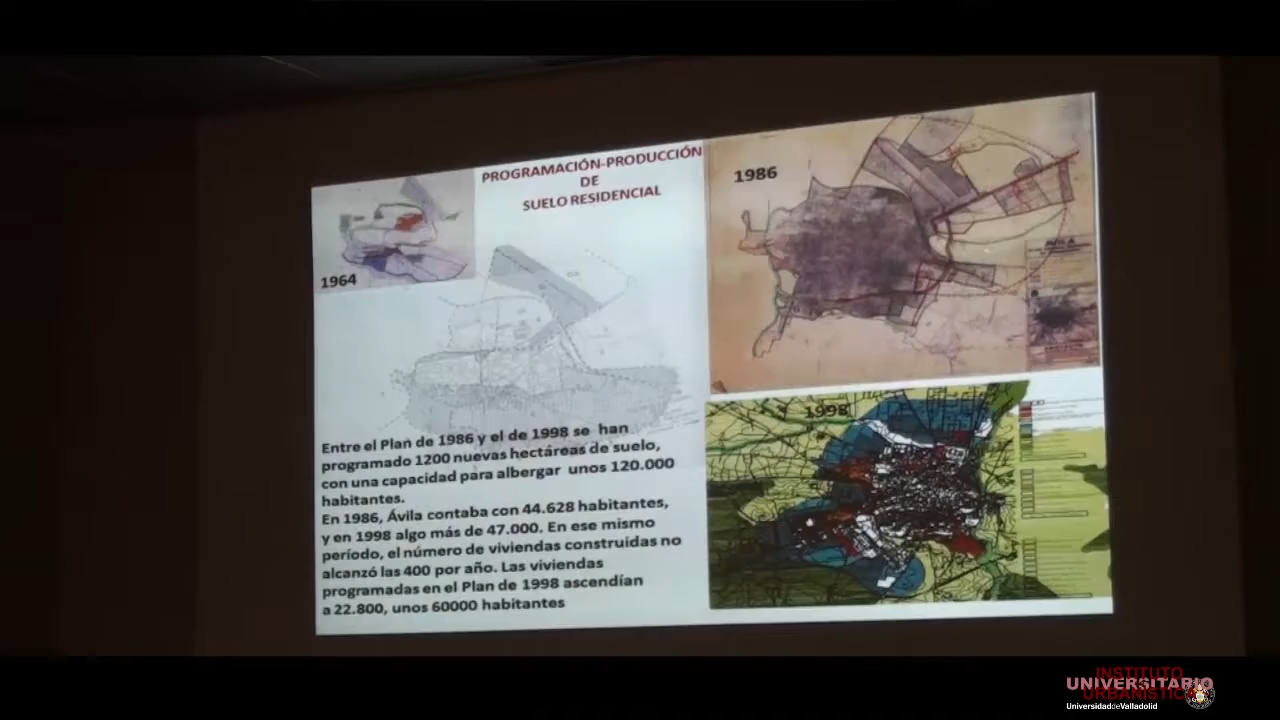 PROGRAMACIÓN-PRODUCCIÓN
DE
SUELO RESIDENCIAL
1964
1986
1998
Entre el Plan de 1986 y el de 1998 se han
programado 1200 nuevas hectáreas de suelo,
con una capacidad para albergar unos 120.000
habitantes.
En 1986, Ávila contaba con 44.628 habitantes,
y en 1998 algo más de 47.000. En ese mismo
período, el número de viviendas construidas no
alcanzó las 400 por año. Las viviendas
programadas en el Plan de 1998 ascendían
a 22.800, unos 60000 habitantes
AVILA
INSTITUTO
UNIVERSITARIO
URBANÍSTICA
UniversidaddeValladolid